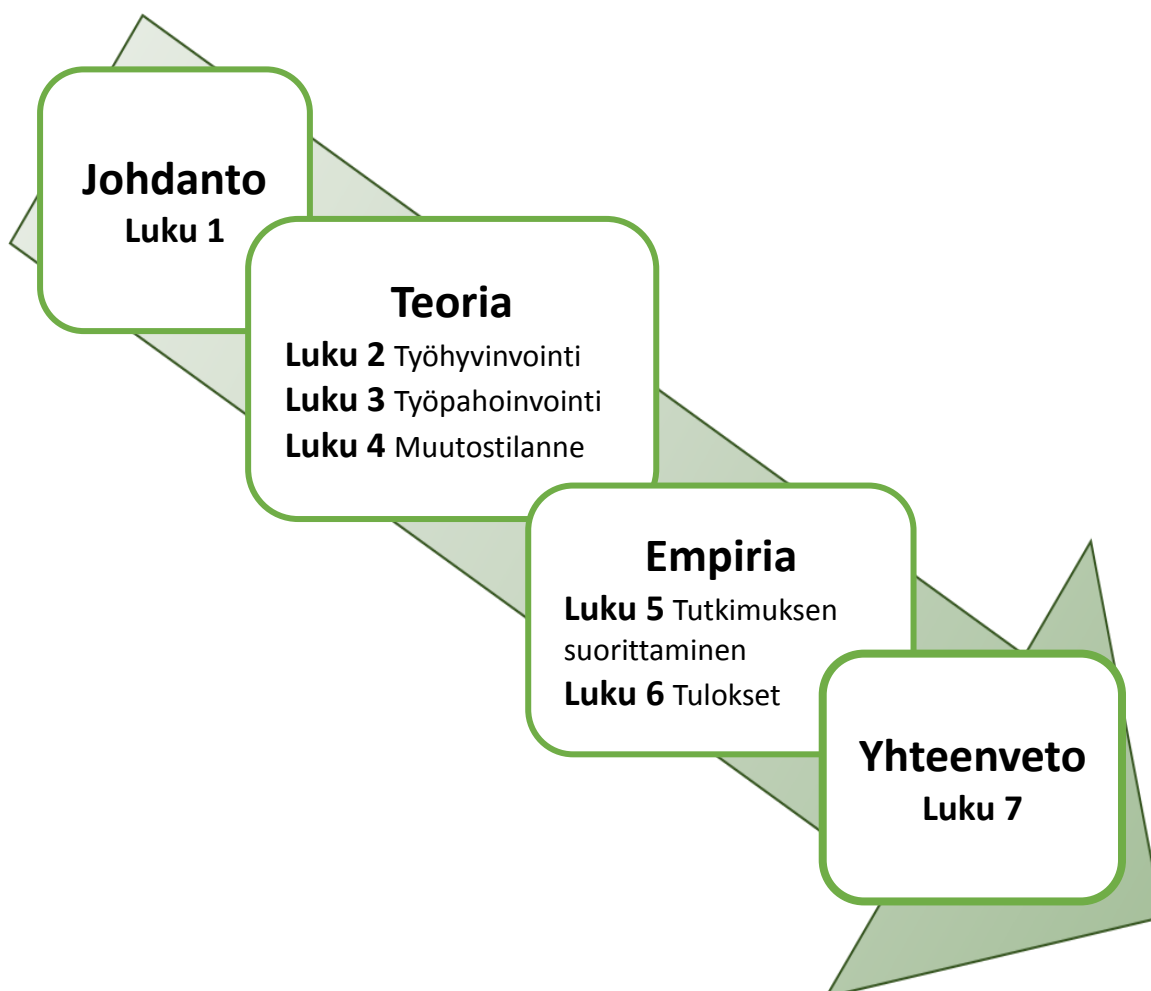 Johdanto
Luku 1
Teoria
Luku 2 Työhyvinvointi
Luku 3 Työpahoinvointi
Luku 4 Muutostilanne
Empiria
Luku 5 Tutkimuksen
suorittaminen
Luku 6 Tulokset
Yhteenveto
Luku 7